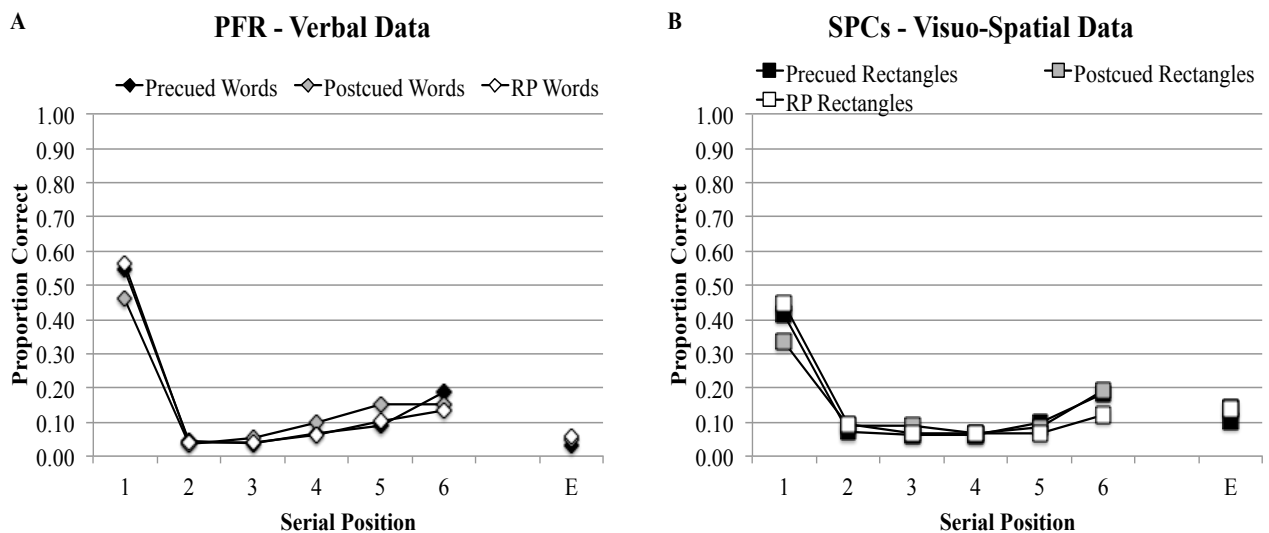 A
PFR - Verbal Data
Precued Words Postcued Words RP Words
1.00
0.90
0.80
0.70
0.60
0.50
0.40
0.30
0.20
0.10
0.00
Proportion Correct
1 2 3 4 5 6 E
Serial Position
B
SPCs - Visuo-Spatial Data
Precued Rectangles Postcued Rectangles
RP Rectangles
1.00
0.90
0.80
0.70
0.60
0.50
0.40
0.30
0.20
0.10
0.00
Proportion Correct
1 2 3 4 5 6 E
Serial Position